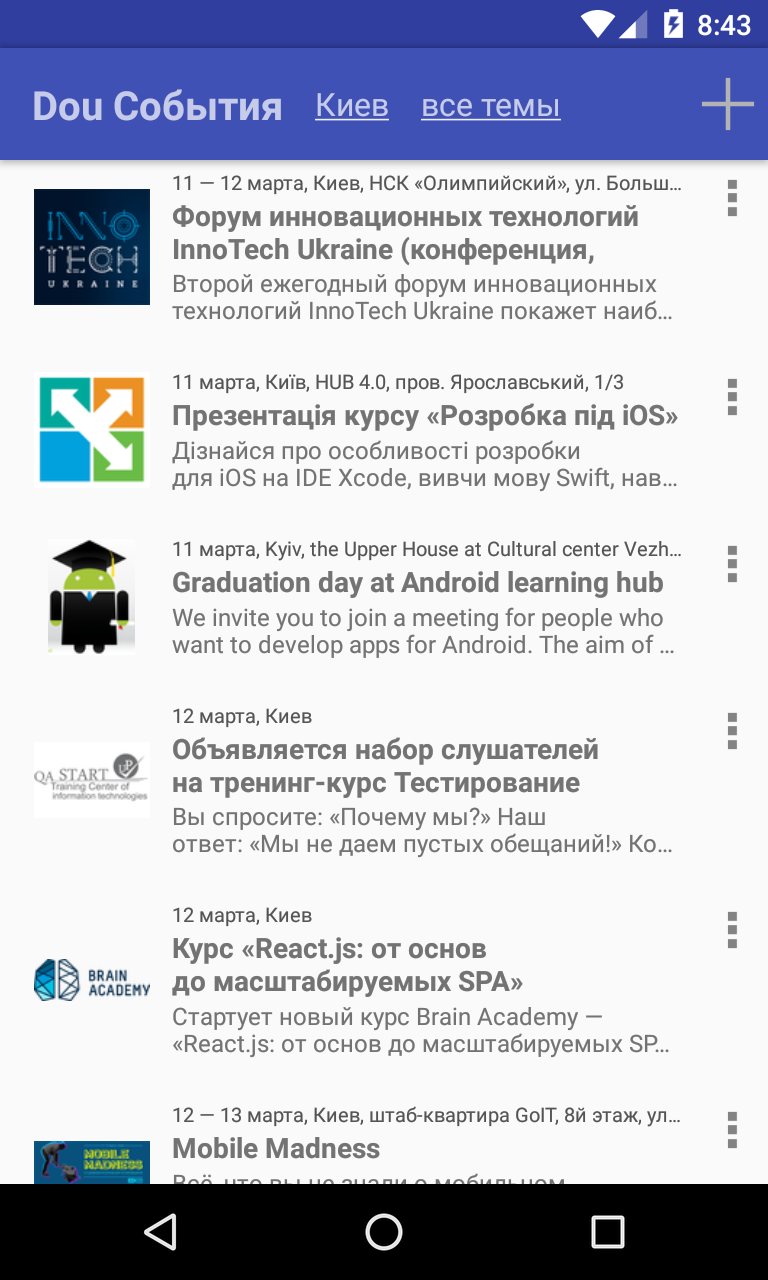 8:43
Dou События Киев все темы
11 — 12 марта, Киев, НСК «Олимпийский», ул. Больш...
Форум инновационных технологий
InnoTech Ukraine (конференция,
Второй ежегодный форум инновационных
технологий InnoTech Ukraine покажет наиб...
INNO
TECH
UKRAINE
11 марта, Київ, HUB 4.0, пров. Ярославський, 1/3
Презентація курсу «Розробка під iOS»
Дізнайся про особливості розробки
для iOS на IDE Xcode, вивчи мову Swift, нав...
11 марта, Kyiv, the Upper House at Cultural center Vezh...
Graduation day at Android learning hub
We invite you to join a meeting for people who
want to develop apps for Android. The aim of ...
12 марта, Киев
Объявляется набор слушателей
на тренинг-курс Тестирование
Вы спросите: «Почему мы?» Наш
ответ: «Мы не даем пустых обещаний!» Ко...
QA START UP
Training Center of
information technologies
12 марта, Киев
Курс «React.js: от основ
до масштабируемых SPA»
Стартует новый курс Brain Academy —
«React.js: от основ до масштабируемых SP...
BRAIN
ACADEMY
12 — 13 марта, Киев, штаб-квартира GoIT, 8й этаж, ул...
Mobile Madness
Всё, что вы не знали о мобильном
MOBILE
MADNESS